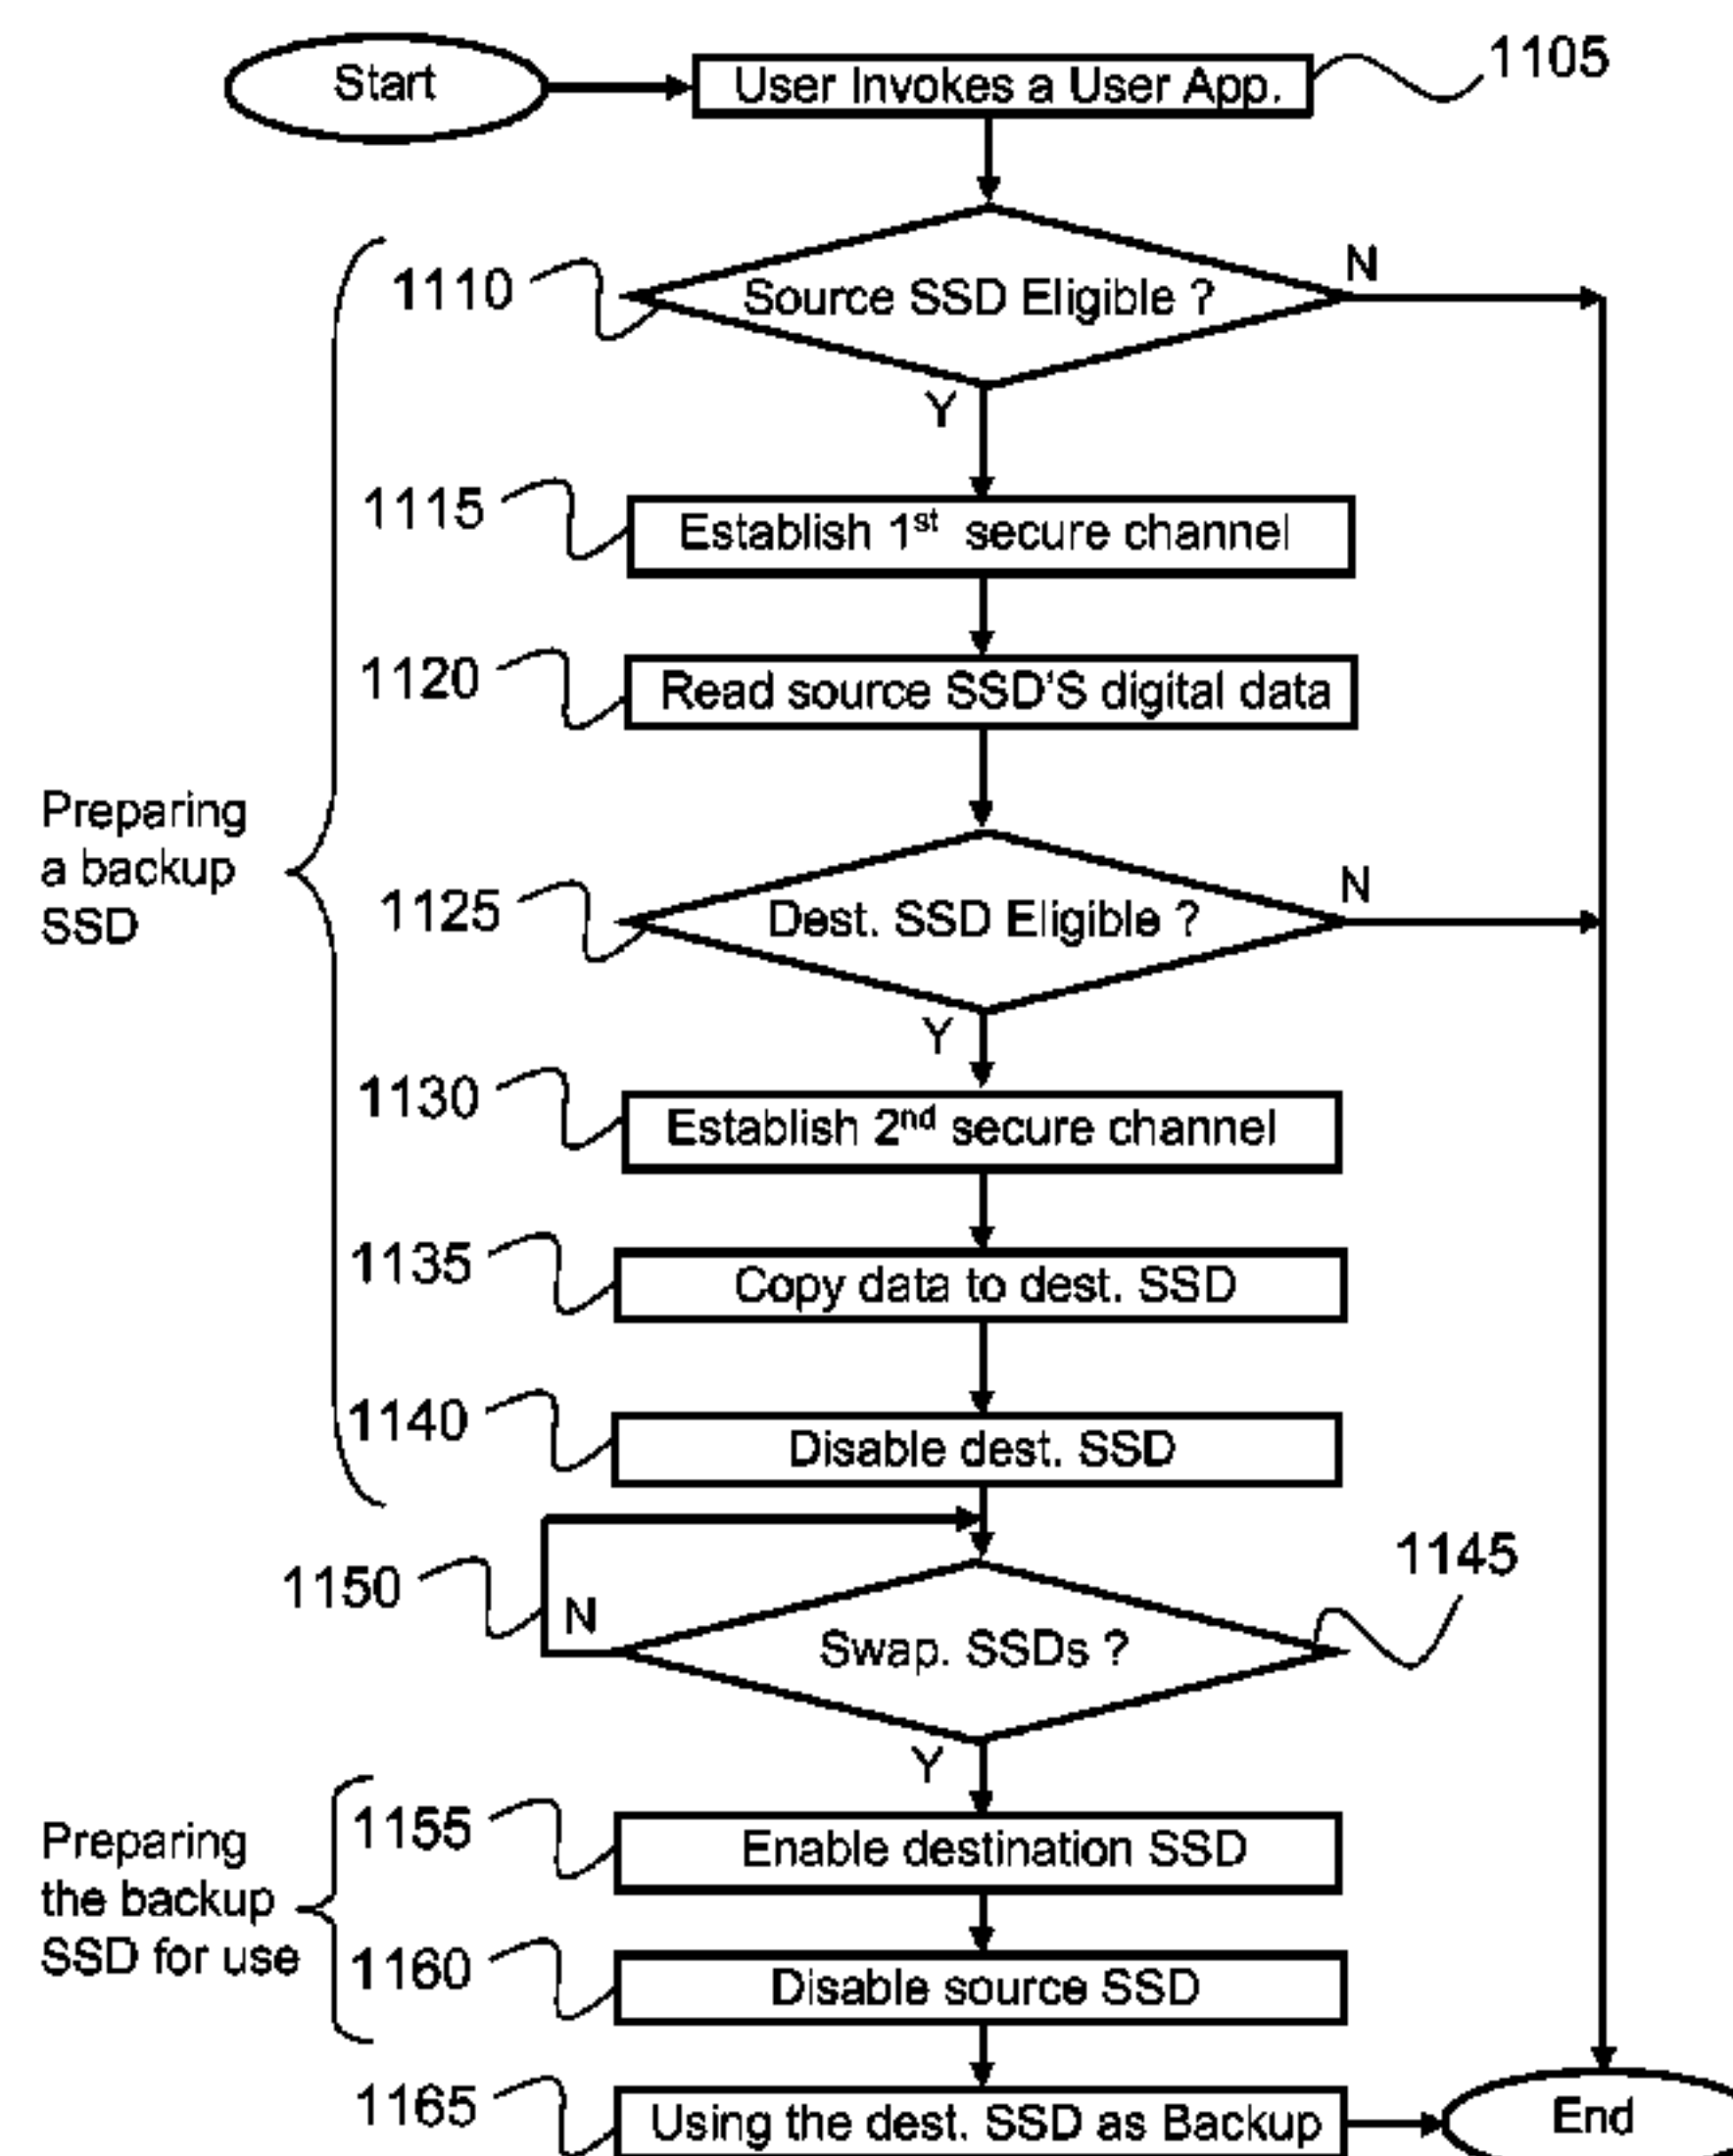 Start
User Invokes a User App.
1105
1110
Source SSD Eligible ?
N
Y
1115
Establish 1st secure channel
1120
Read source SSD'S digital data
Preparing
a backup
SSD
1125
Dest. SSD Eligible ?
N
Y
1130
Establish 2nd secure channel
1135
Copy data to dest. SSD
1140
Disable dest. SSD
1150
N
Swap. SSDs ?
1145
Y
Preparing
the backup
SSD for use
1155
Enable destination SSD
1160
Disable source SSD
1165
Using the dest. SSD as Backup
End